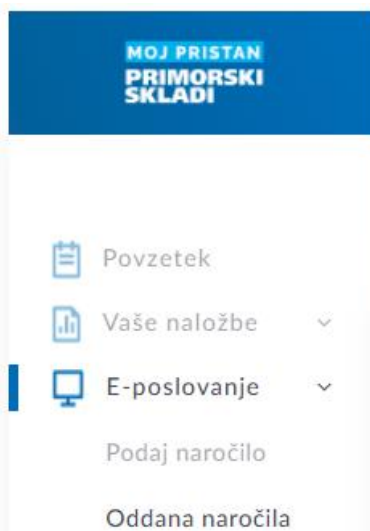 MOJ PRISTAN
PRIMORSKI
SKLADI
Povzetek
Vaše naložbe
E-poslovanje
Podaj naročilo
Oddana naročila